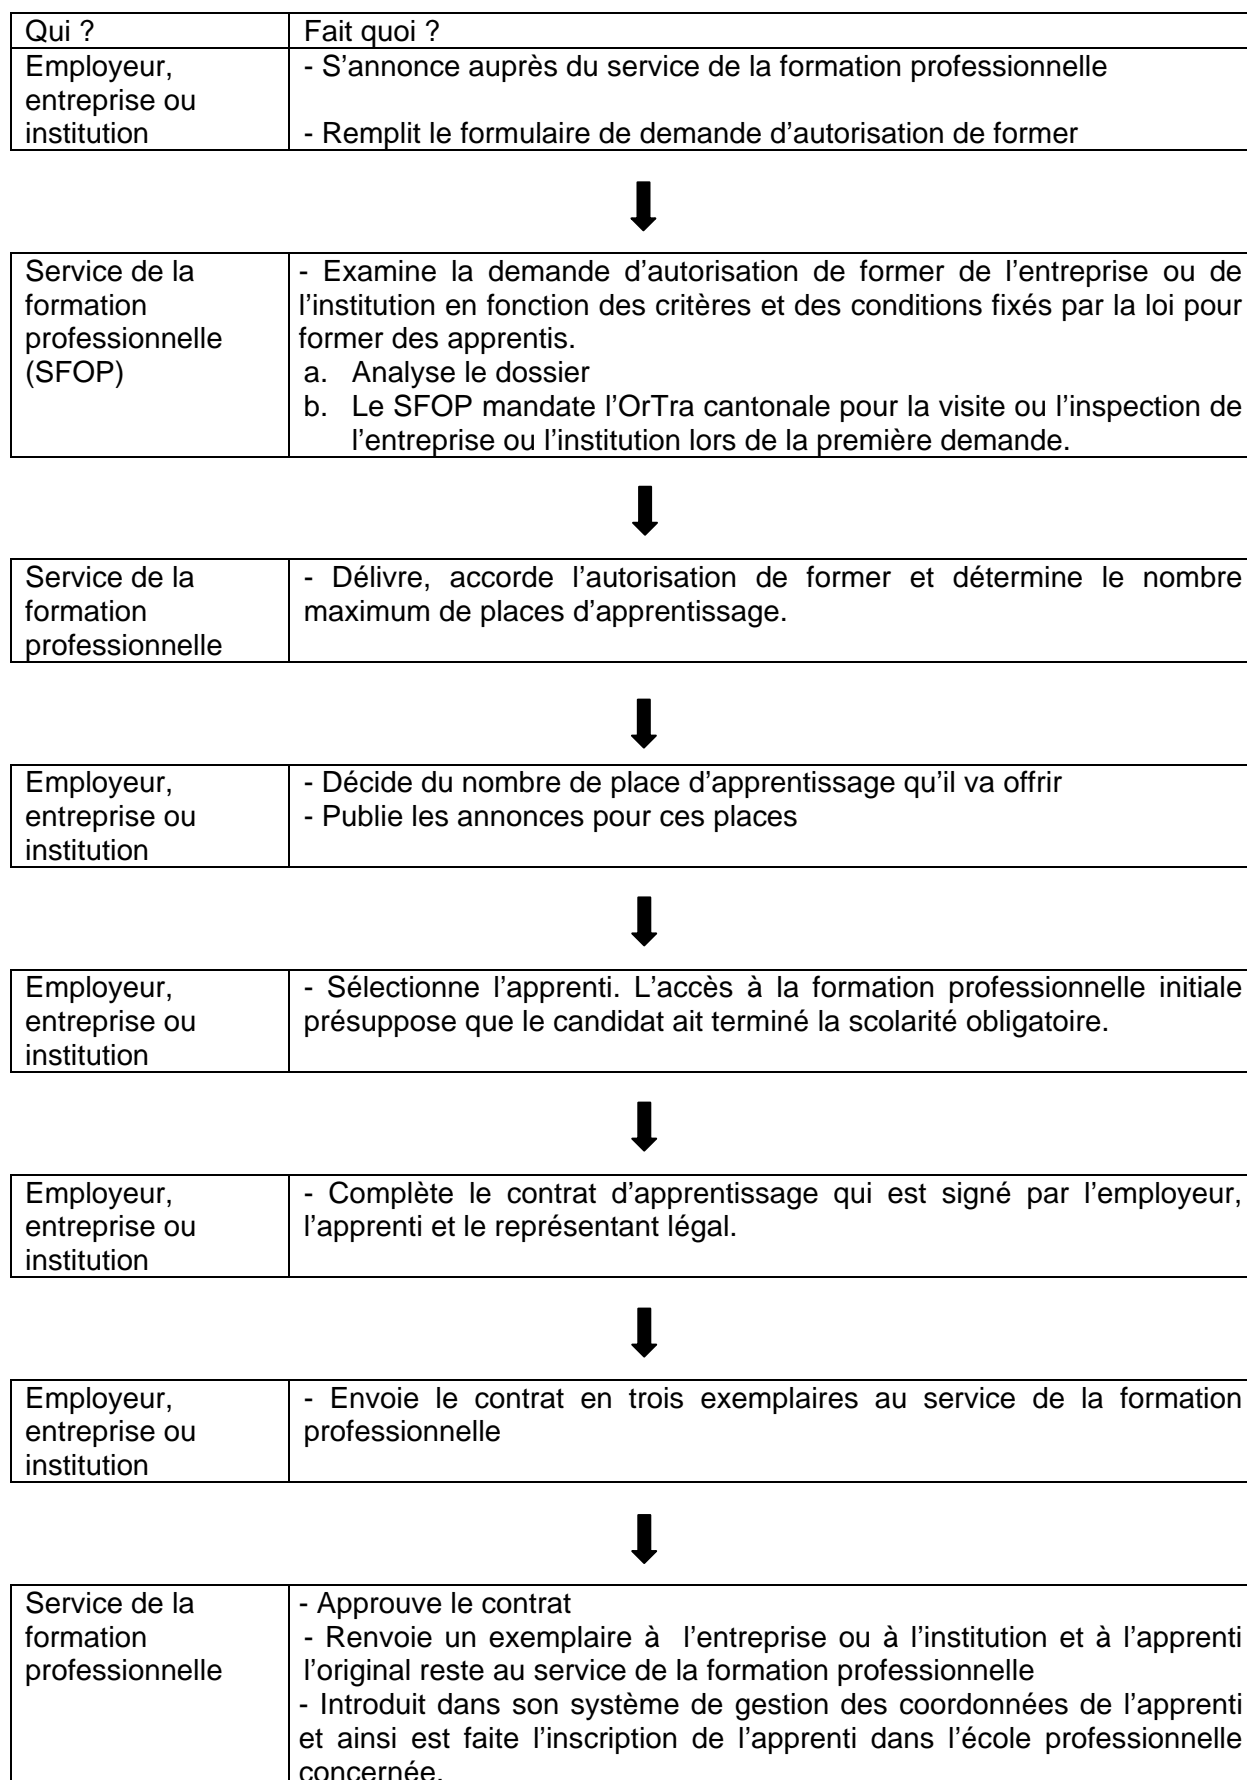 Qui ? Fait quoi ?
Employeur,
entreprise ou
institution
- S’annonce auprès du service de la formation professionnelle
- Remplit le formulaire de demande d’autorisation de former
Service de la
formation
professionnelle
(SFOP)
- Examine la demande d’autorisation de former de l’entreprise ou de
l’institution en fonction des critères et des conditions fixés par la loi pour
former des apprentis.
a. Analyse le dossier
b. Le SFOP mandate l’OrTra cantonale pour la visite ou l’inspection de
l’entreprise ou l’institution lors de la première demande.
Service de la
formation
professionnelle
- Délivre, accorde l’autorisation de former et détermine le nombre
maximum de places d’apprentissage.
Employeur,
entreprise ou
institution
- Décide du nombre de place d’apprentissage qu’il va offrir
- Publie les annonces pour ces places
Employeur,
entreprise ou
institution
- Sélectionne l’apprenti. L’accès à la formation professionnelle initiale
présuppose que le candidat ait terminé la scolarité obligatoire.
Employeur,
entreprise ou
institution
- Complète le contrat d’apprentissage qui est signé par l’employeur,
l’apprenti et le représentant légal.
Employeur,
entreprise ou
institution
- Envoie le contrat en trois exemplaires au service de la formation
professionnelle
Service de la
formation
professionnelle
- Approuve le contrat
- Renvoie un exemplaire à l’entreprise ou à l’institution et à l’apprenti
l’original reste au service de la formation professionnelle
- Introduit dans son système de gestion des coordonnées de l’apprenti
et ainsi est faite l’inscription de l’apprenti dans l’école professionnelle
concernée.